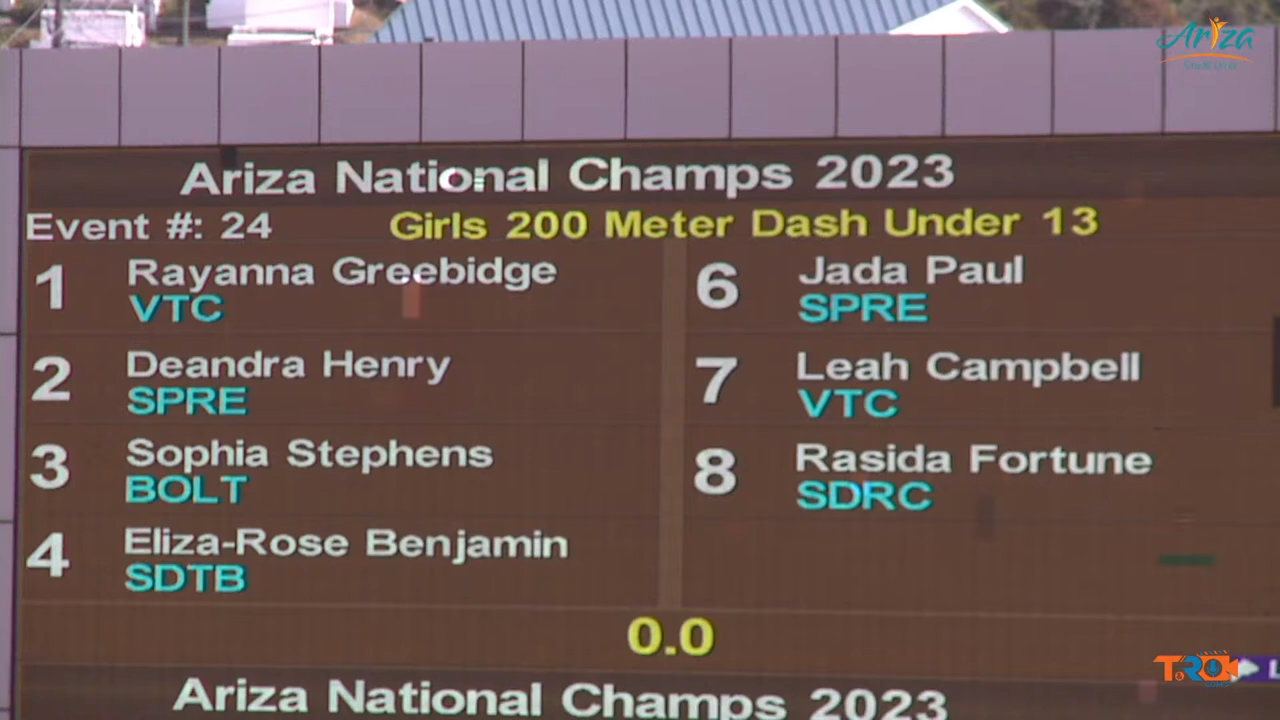 Ariza
Credit Union
Ariza National Champs 2023
Event #: 24
Girls 200 Meter Dash Under 13
1 Rayanna Greebidge
VTC
2 Deandra Henry
SPRE
3 Sophia Stephens
BOLT
4 Eliza-Rose Benjamin
SDTB
6 Jada Paul
SPRE
7 Leah Campbell
VTC
8 Rasida Fortune
SDRC
0.0
Ariza National Champs 2023
L